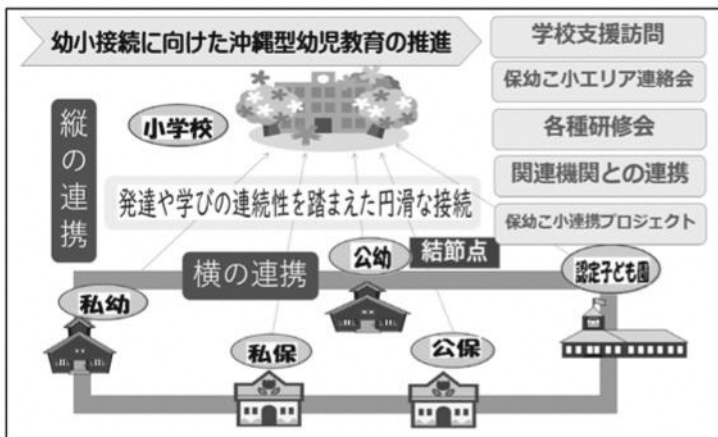 幼小接続に向けた沖縄型幼児教育の推進
学校支援訪問
保幼こ小エリア連絡会
各種研修会
関連機関との連携
保幼こ小連携プロジェクト
縦の連携
小学校
発達や学びの連続性を踏まえた円滑な接続
横の連携
公幼
結節点
認定子ども園
私幼
私保
公保